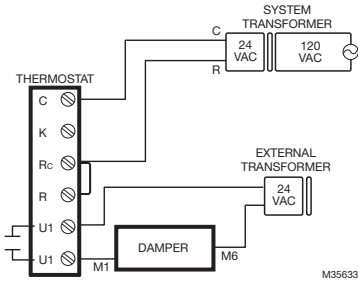 SYSTEM
TRANSFORMER
C
24
VAC
120
VAC
R
THERMOSTAT
C
K
Rc
R
U1
U1
EXTERNAL
TRANSFORMER
24
VAC
DAMPER
M1
M6
M35633